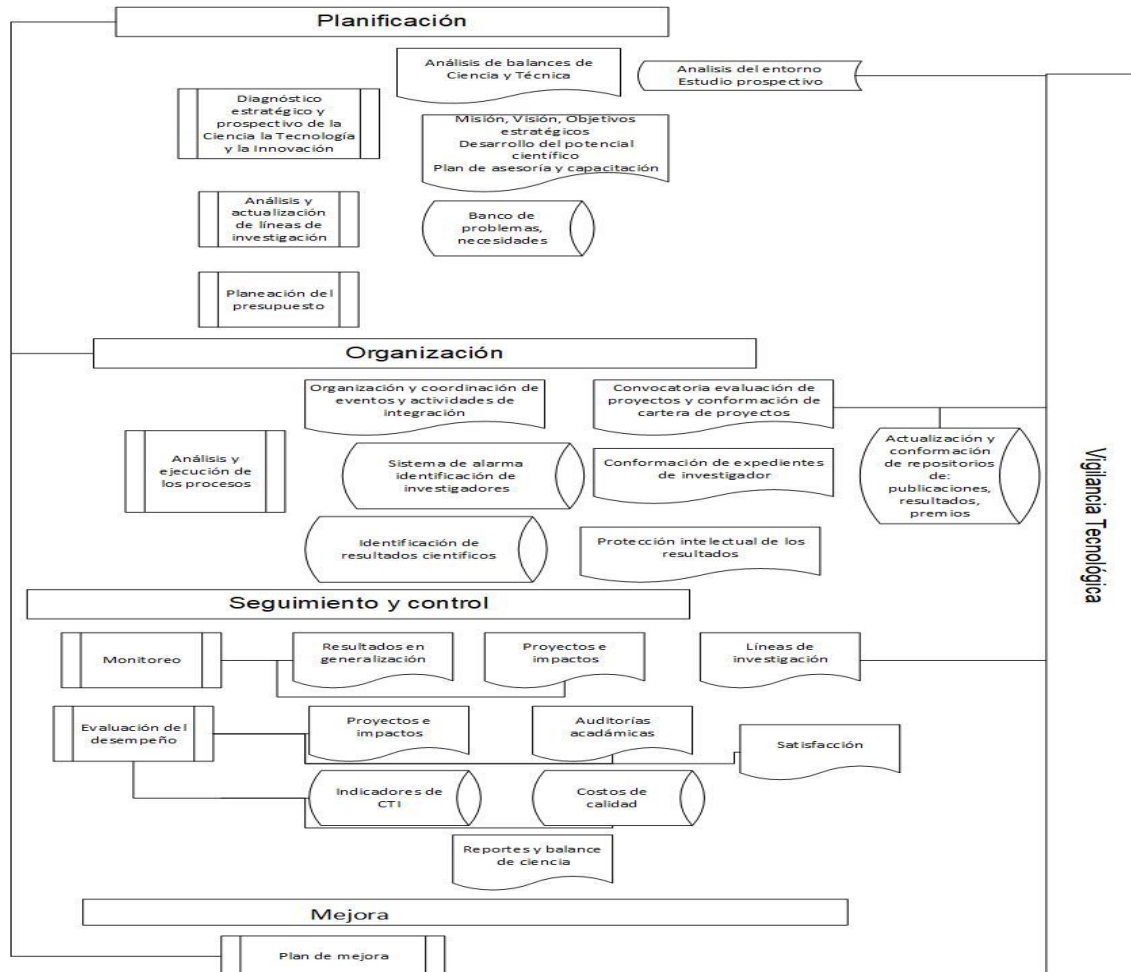 Planificación
Análisis de balances de
Ciencia y Técnica
Analisis del entorno
Estudio prospectivo
Diagnóstico
estratégico y
prospectivo de la
Ciencia la Tecnología
y la Innovación
Misión, Visión, Objetivos
estratégicos
Desarrollo del potencial
científico
Plan de asesoría y capacitación
Análisis y
actualización
de líneas de
investigación
Banco de
problemas,
necesidades
Planeación del
presupuesto
Organización
Organización y coordinación de
eventos y actividades de
integración
Convocatoria evaluación de
proyectos y conformación de
cartera de proyectos
Análisis y
ejecución de
los procesos
Sistema de alarma
identificación de
investigadores
Conformación de expedientes
de investigador
Actualización y
conformación
de repositorios
de:
publicaciones,
resultados,
premios
Identificación de
resultados cientificos
Protección intelectual de los
resultados
Vigilancia Tecnológica
Seguimiento y control
Monitoreo
Resultados en
generalización
Proyectos e
impactos
Líneas de
investigación
Evaluación del
desempeño
Proyectos e
impactos
Auditorías
acadámicas
Satisfacción
Indicadores de
CTI
Costos de
calidad
Reportes y balance
de ciencia
Mejora
Plan de mejora